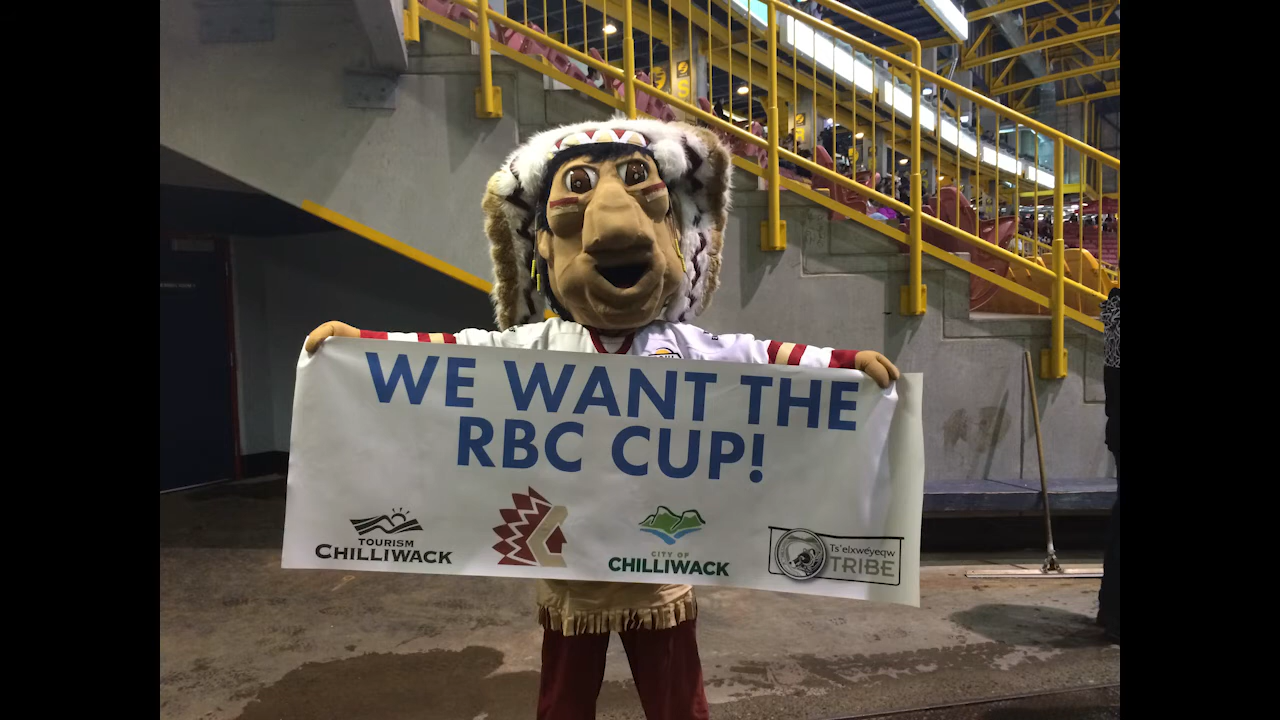 WE WANT THE
RBC CUP!
TOURISM
CHILLIWACK
CITY OF
CHILLIWACK
Ts'elxwéyeqw
TRIBE